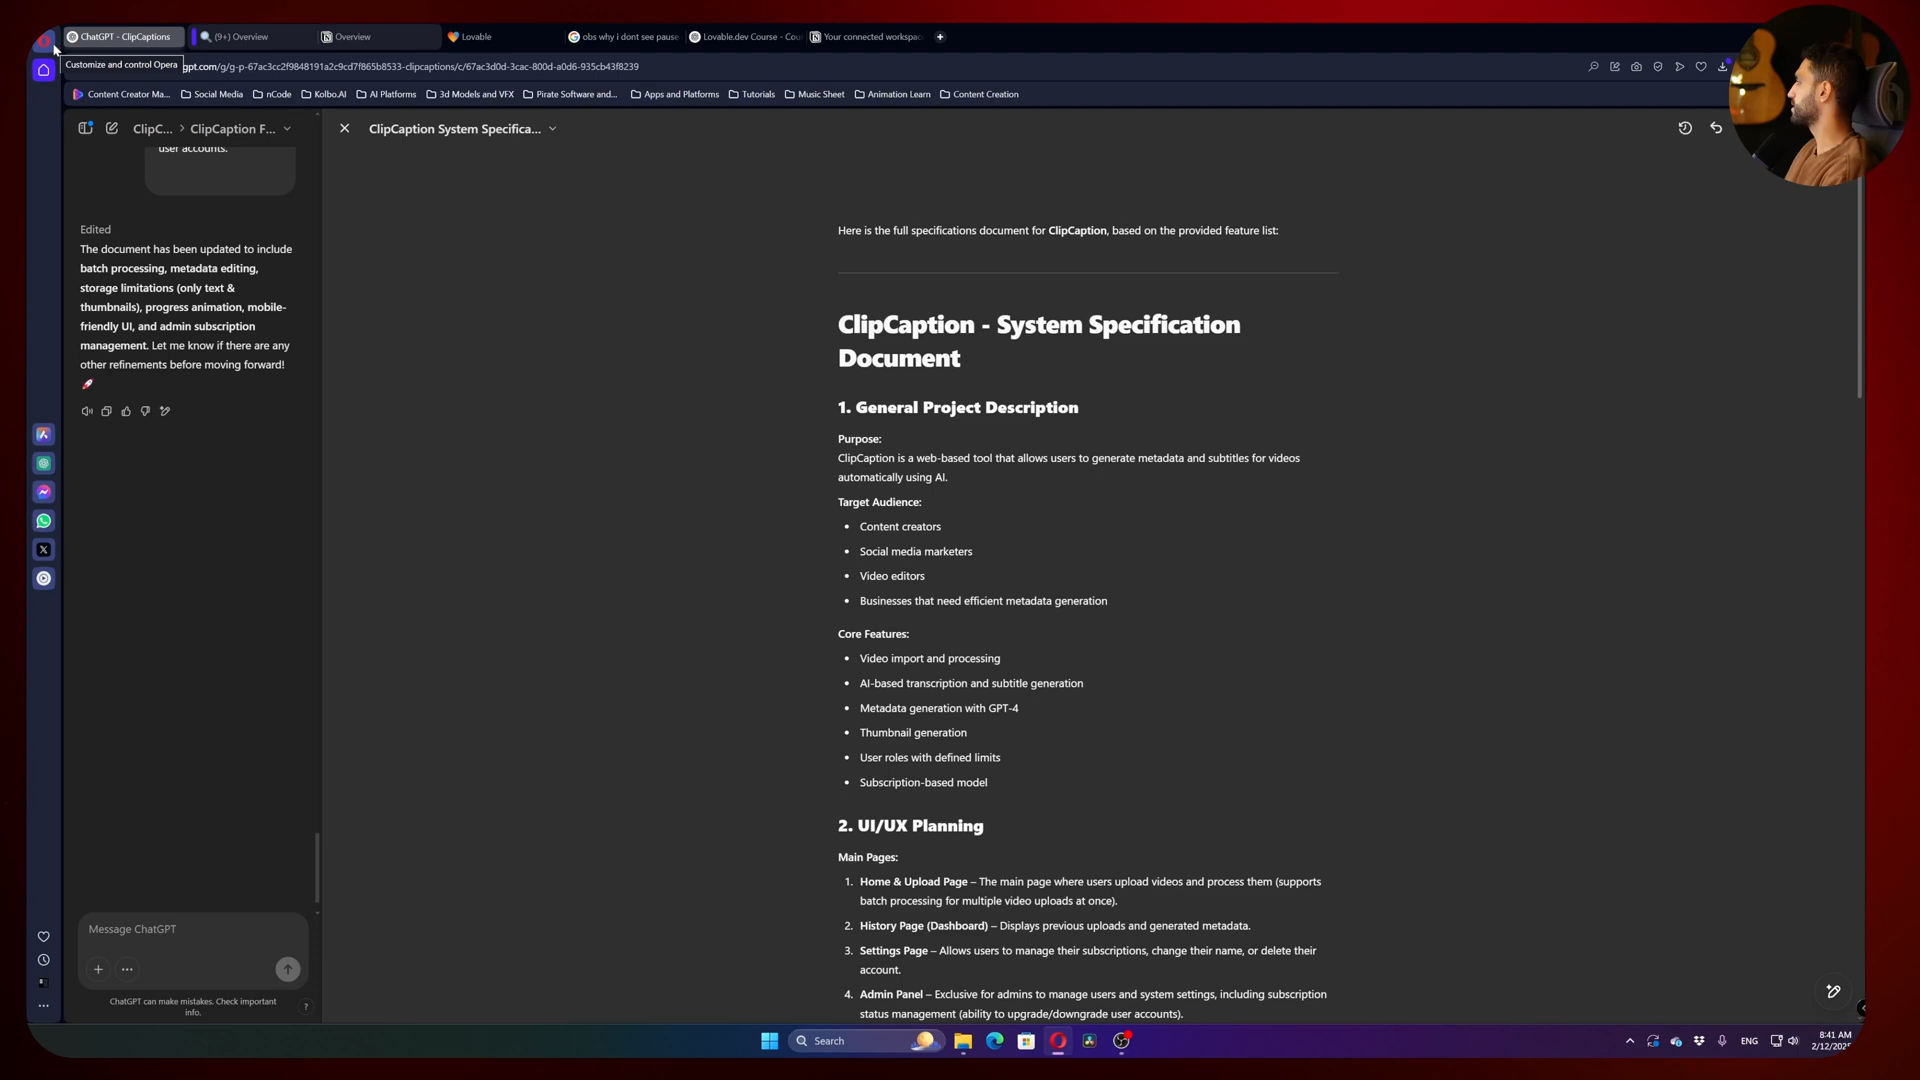 ChatGPT - ClipCaptions
(9+) Overview
Overview
Lovable
obs why i dont see pause
Lovable.dev Course - Cou
Your connected workspa
Customize and control Opera
gpt.com/g/g-p-67ac3cc2f9848191a2c9cd7f865b8533-clipcaptions/c/67ac3d0d-3cac-800d-a0d6-935cb43f8239
Content Creator Ma...
Social Media
nCode
Kolbo.AI
AI Platforms
3d Models and VFX
Pirate Software and...
Apps and Platforms
Tutorials
Music Sheet
Animation Learn
Content Creation
ClipC... > ClipCaption F...
ClipCaption System Specifica...
user accounts.
Edited
The document has been updated to include
batch processing, metadata editing,
storage limitations (only text &
thumbnails), progress animation, mobile-
friendly UI, and admin subscription
management. Let me know if there are any
other refinements before moving forward!
Message ChatGPT
ChatGPT can make mistakes. Check important
info.
?
Here is the full specifications document for ClipCaption, based on the provided feature list:
ClipCaption - System Specification
Document
1. General Project Description
Purpose:
ClipCaption is a web-based tool that allows users to generate metadata and subtitles for videos
automatically using AI.
Target Audience:
• Content creators
• Social media marketers
• Video editors
• Businesses that need efficient metadata generation
Core Features:
• Video import and processing
• AI-based transcription and subtitle generation
• Metadata generation with GPT-4
• Thumbnail generation
• User roles with defined limits
• Subscription-based model
2. UI/UX Planning
Main Pages:
1. Home & Upload Page – The main page where users upload videos and process them (supports
batch processing for multiple video uploads at once).
2. History Page (Dashboard) – Displays previous uploads and generated metadata.
3. Settings Page – Allows users to manage their subscriptions, change their name, or delete their
account.
4. Admin Panel – Exclusive for admins to manage users and system settings, including subscription
status management (ability to upgrade/downgrade user accounts).
Search
ENG
8:41 AM
2/12/202